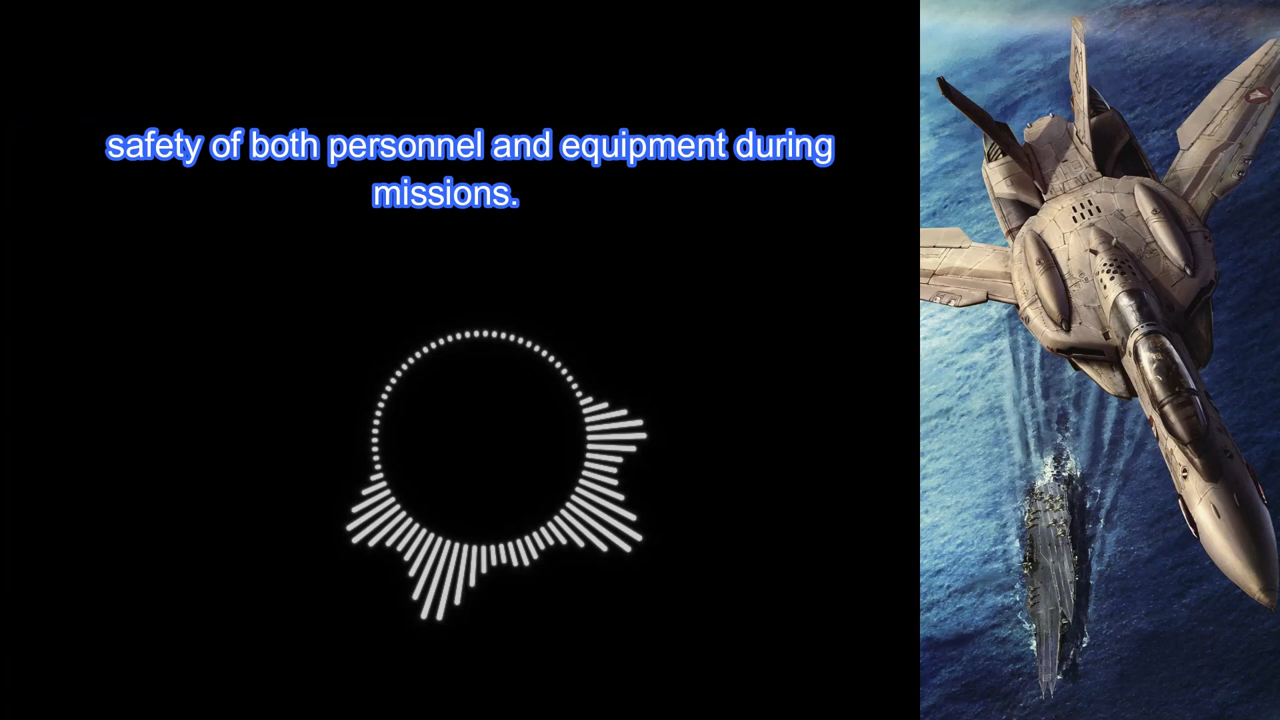 safety of both personnel and equipment during
missions.